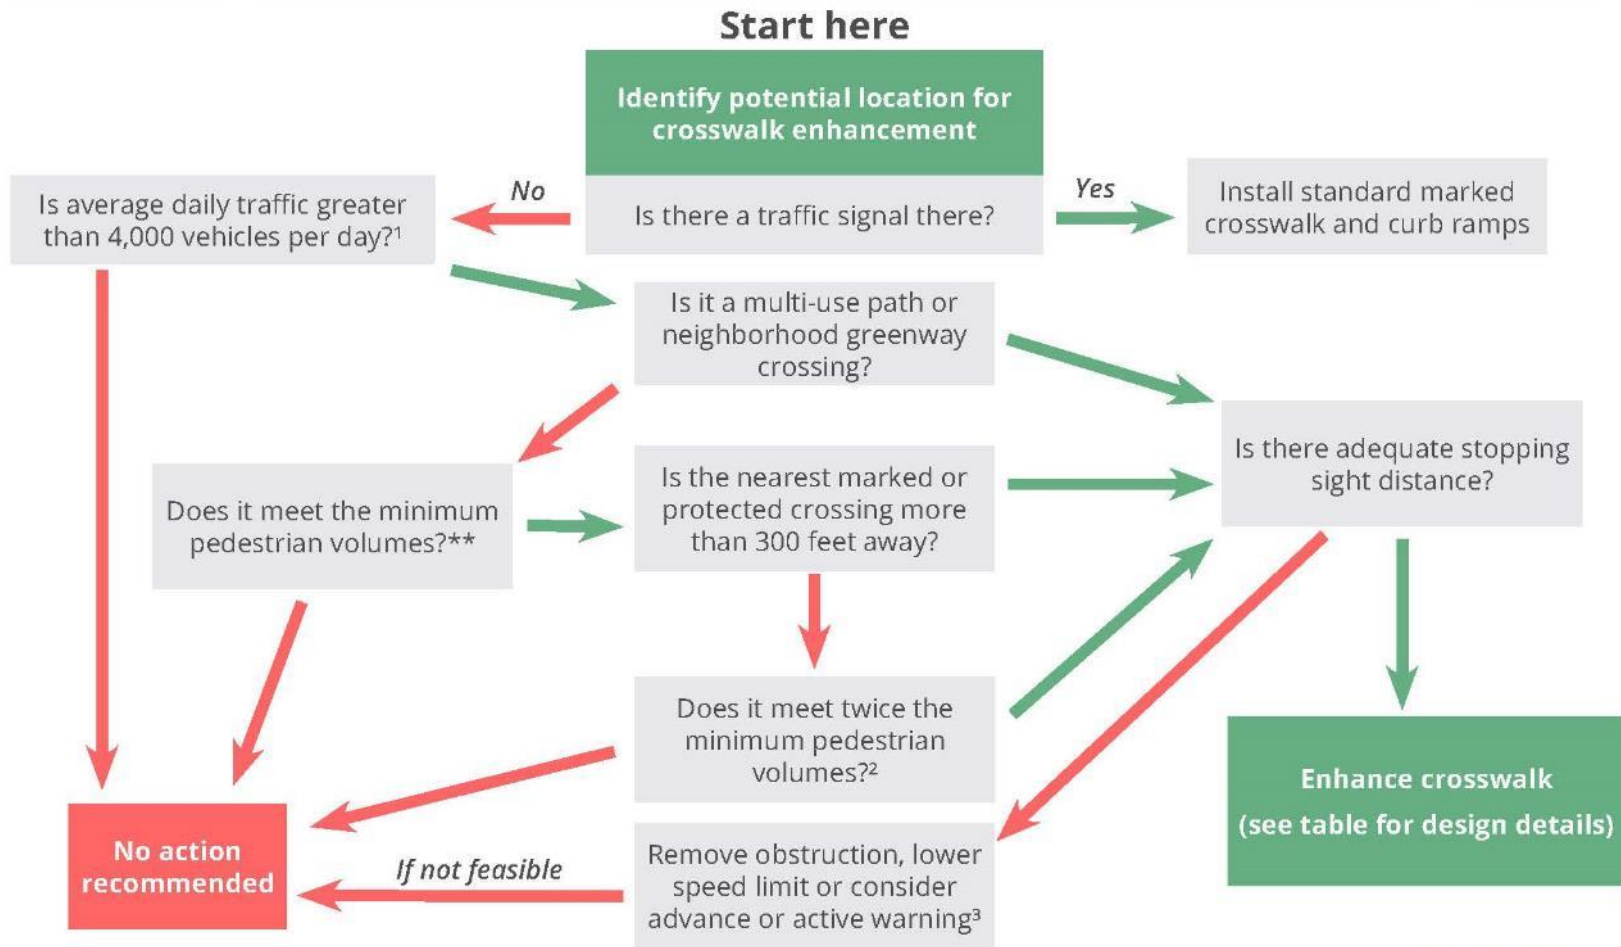 Start here
Identify potential location for
crosswalk enhancement
No
Yes
Is average daily traffic greater
than 4,000 vehicles per day?¹
Is there a traffic signal there?
Install standard marked
crosswalk and curb ramps
Is it a multi-use path or
neighborhood greenway
crossing?
Does it meet the minimum
pedestrian volumes?**
Is the nearest marked or
protected crossing more
than 300 feet away?
Is there adequate stopping
sight distance?
Does it meet twice the
minimum pedestrian
volumes?²
Enhance crosswalk
(see table for design details)
No action
recommended
If not feasible
Remove obstruction, lower
speed limit or consider
advance or active warning³